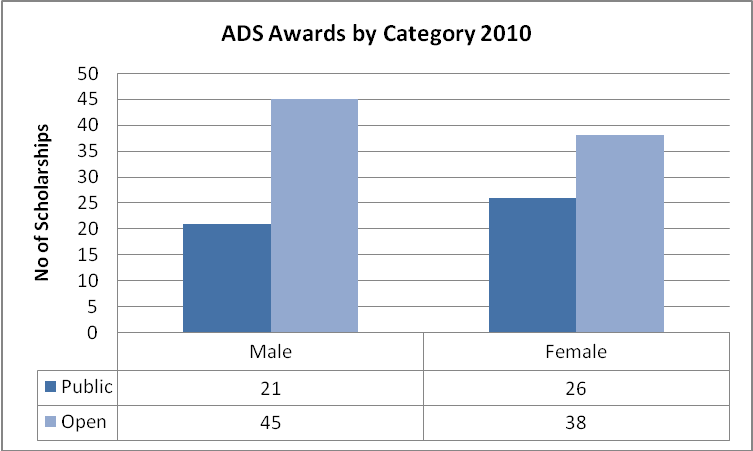 ADS Awards by Category 2010
No of Scholarships
50
45
40
35
30
25
20
15
10
5
0
Male Female
Public 21 26
Open 45 38